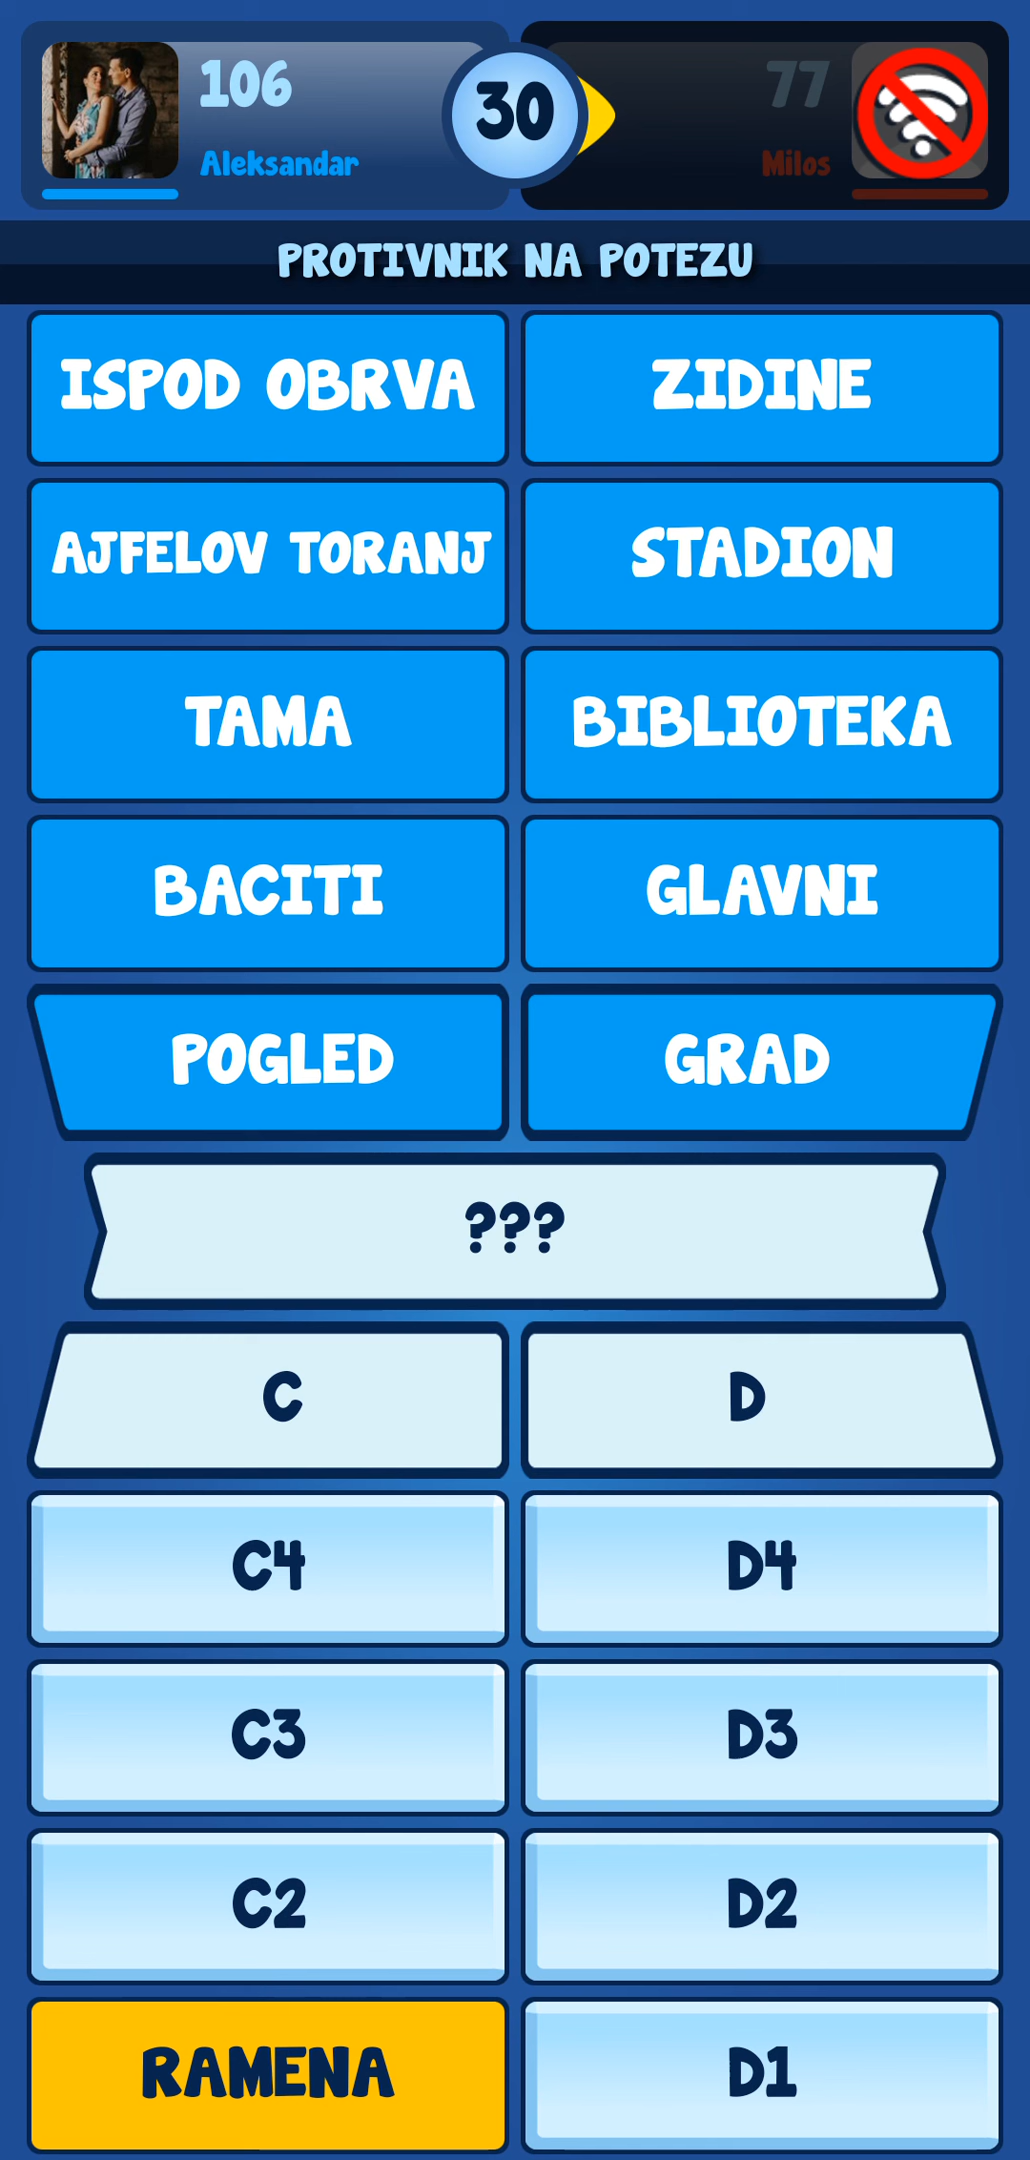 106
Aleksandar
30
77
Milos
PROTIVNIK NA POTEZU
ISPOD OBRVA
ZIDINE
AJFELOV TORANJ
STADION
TAMA
BIBLIOTEKA
BACITI
GLAVNI
POGLED
GRAD
???
C
D
C4
D4
C3
D3
C2
D2
RAMENA
D1